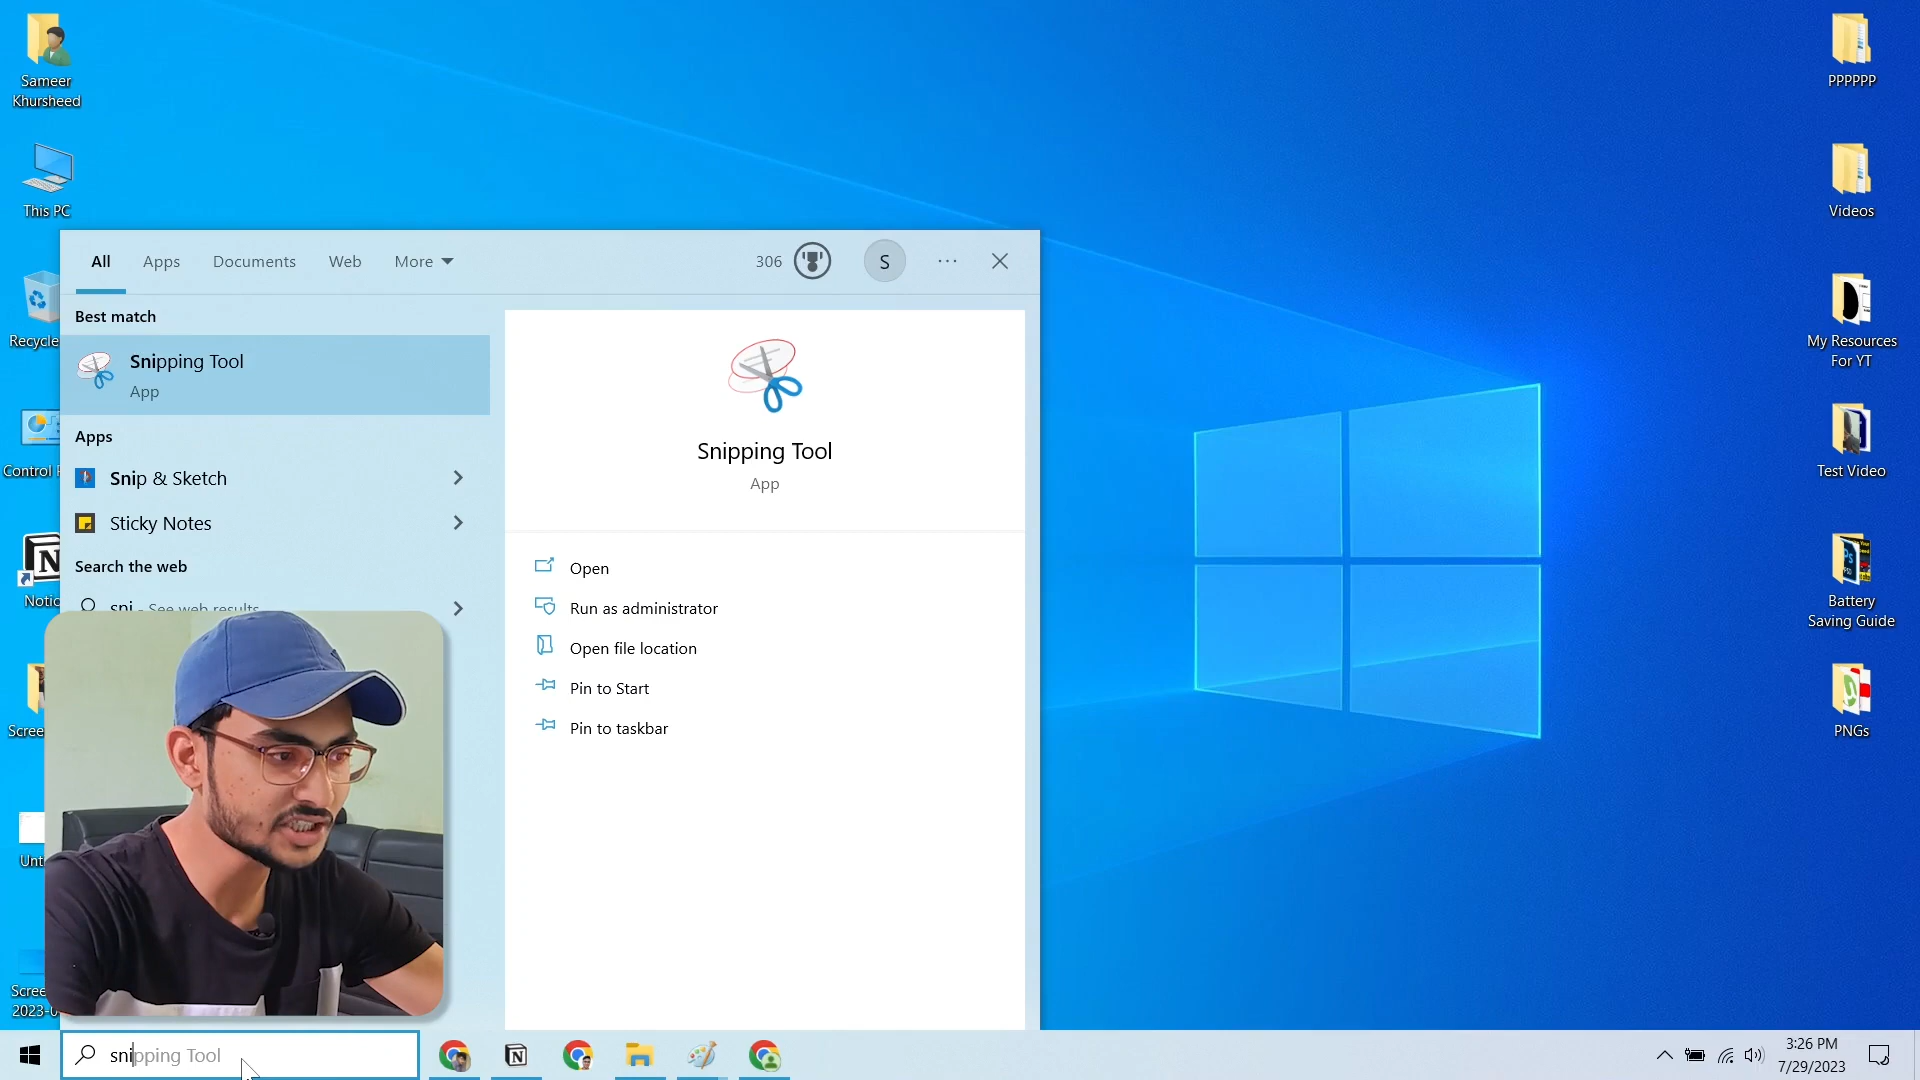 Sameer
Khursheed
This PC
Recycle
Control P
Notic
Scree
Unt
Scree
2023-0
All
Apps
Documents
Web
More
306
S
Best match
Snipping Tool
App
Apps
Snip & Sketch
Sticky Notes
Search the web
sni - See web results
Snipping Tool
App
Open
Run as administrator
Open file location
Pin to Start
Pin to taskbar
PPPPPP
Videos
My Resources
For YT
Test Video
Battery
Saving Guide
PNGs
snipping Tool
3:26 PM
7/29/2023